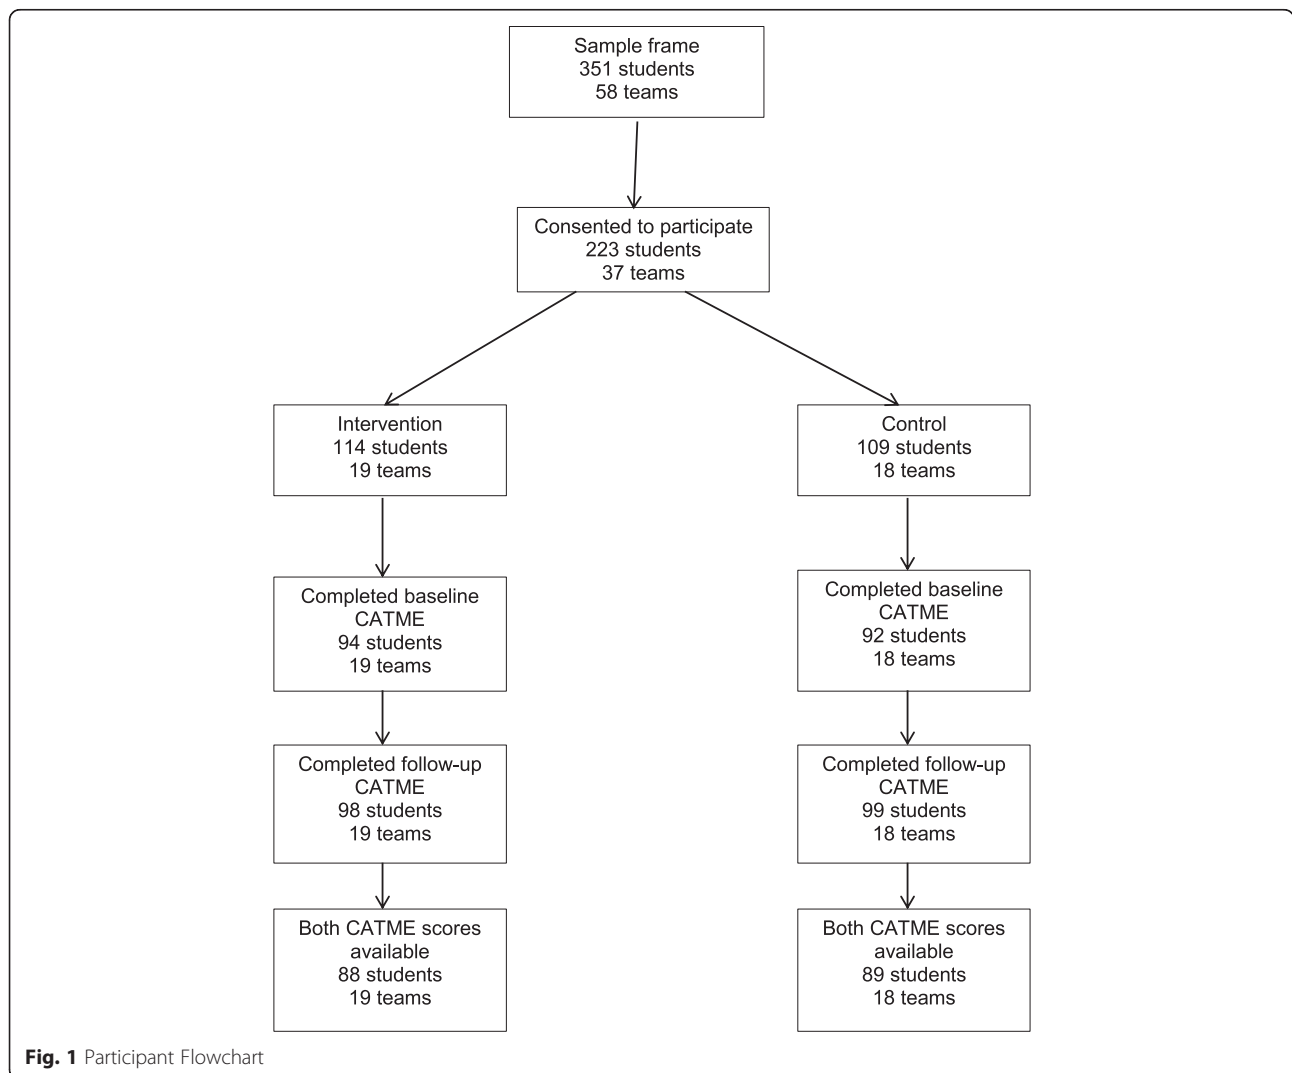 Sample frame
351 students
58 teams
Consented to participate
223 students
37 teams
Intervention
114 students
19 teams
Control
109 students
18 teams
Completed baseline
CATME
94 students
19 teams
Completed baseline
CATME
92 students
18 teams
Completed follow-up
CATME
98 students
19 teams
Completed follow-up
CATME
99 students
18 teams
Both CATME scores
available
88 students
19 teams
Both CATME scores
available
89 students
18 teams
Fig. 1 Participant Flowchart